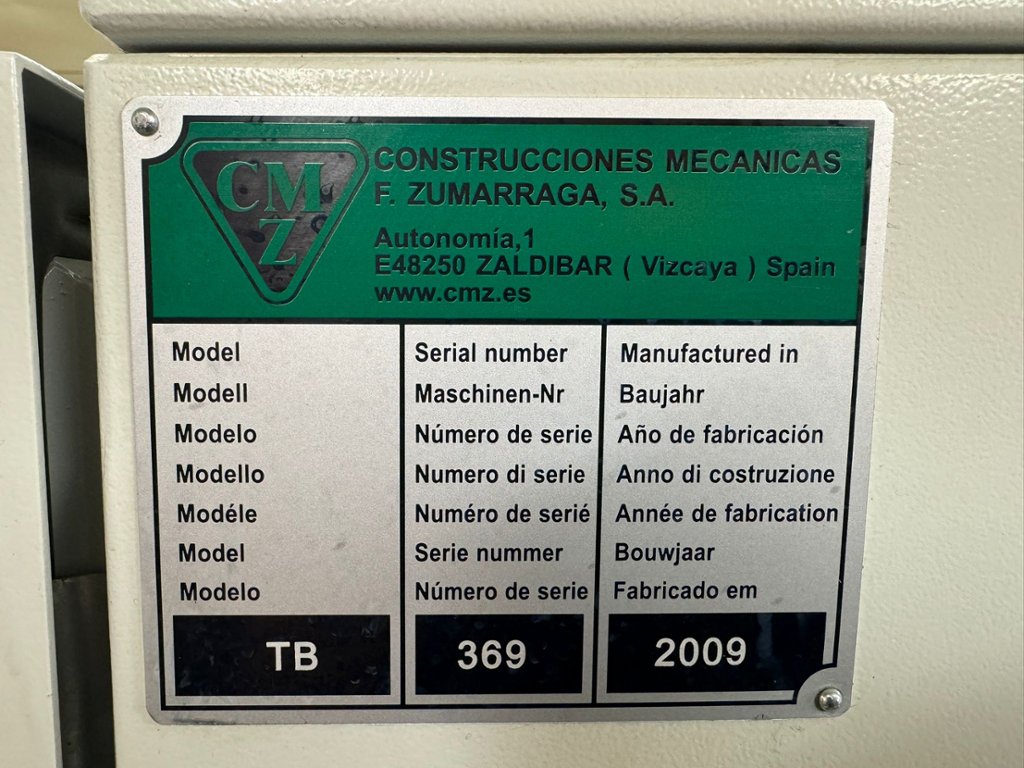 CMZ
CONSTRUCCIONES MECANICAS
F. ZUMARRAGA, S.A.
Autonomía,1
E48250 ZALDIBAR ( Vizcaya ) Spain
www.cmz.es
Model
Modell
Modelo
Modello
Modéle
Model
Modelo
TB
Serial number
Maschinen-Nr
Número de serie
Numero di serie
Numéro de serié
Serie nummer
Número de serie
369
Manufactured in
Baujahr
Año de fabricación
Anno di costruzione
Année de fabrication
Bouwjaar
Fabricado em
2009